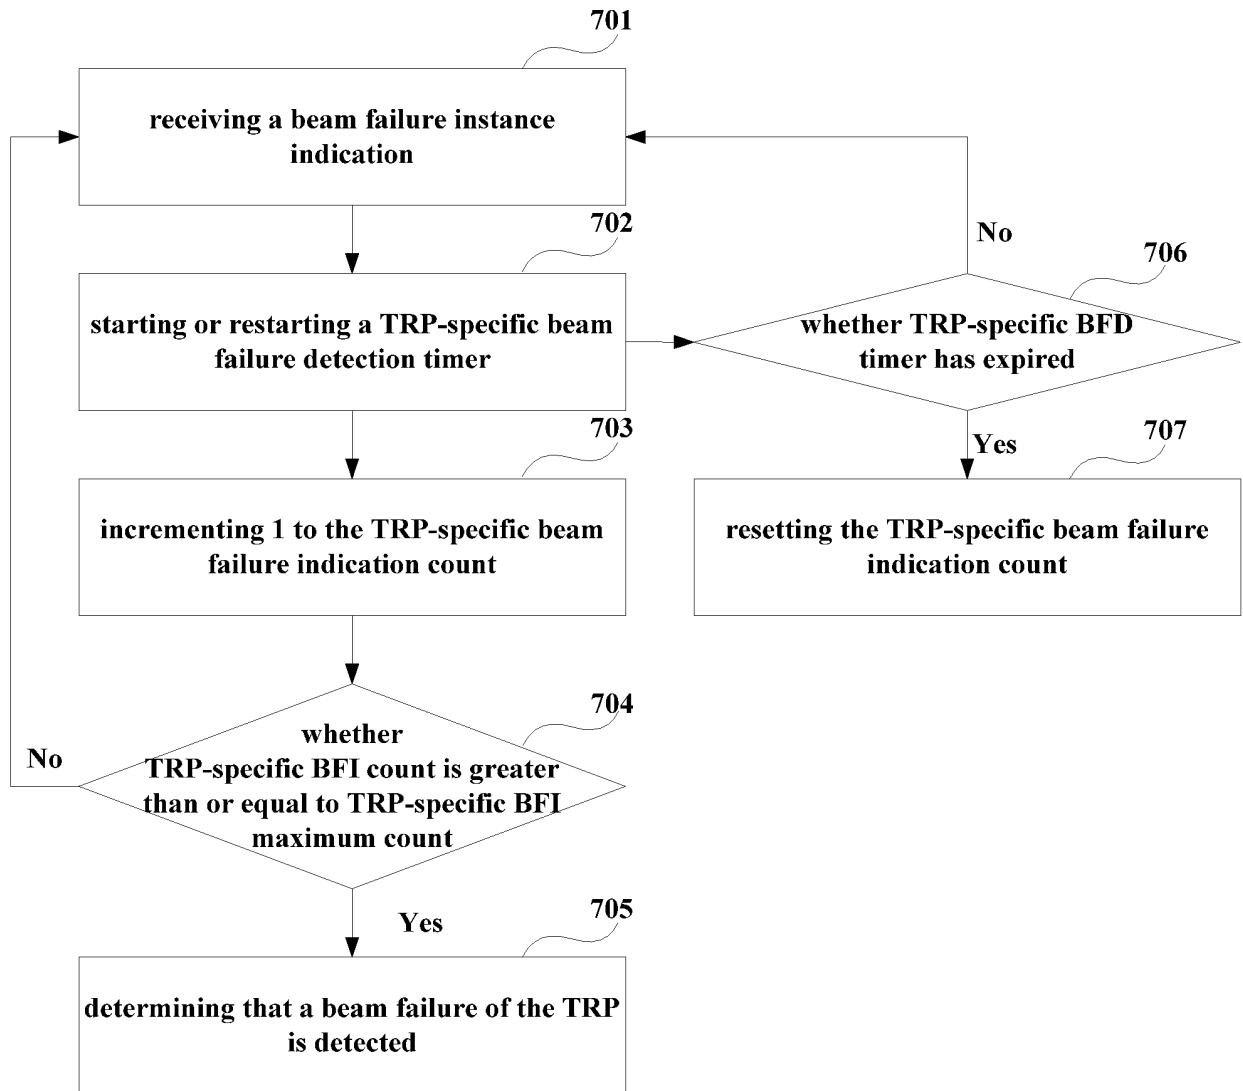 701
receiving a beam failure instance
indication
702
starting or restarting a TRP-specific beam
failure detection timer
No
706
whether TRP-specific BFD
timer has expired
703
incrementing 1 to the TRP-specific beam
failure indication count
Yes
707
resetting the TRP-specific beam failure
indication count
704
whether
TRP-specific BFI count is greater
than or equal to TRP-specific BFI
maximum count
No
Yes
705
determining that a beam failure of the TRP
is detected